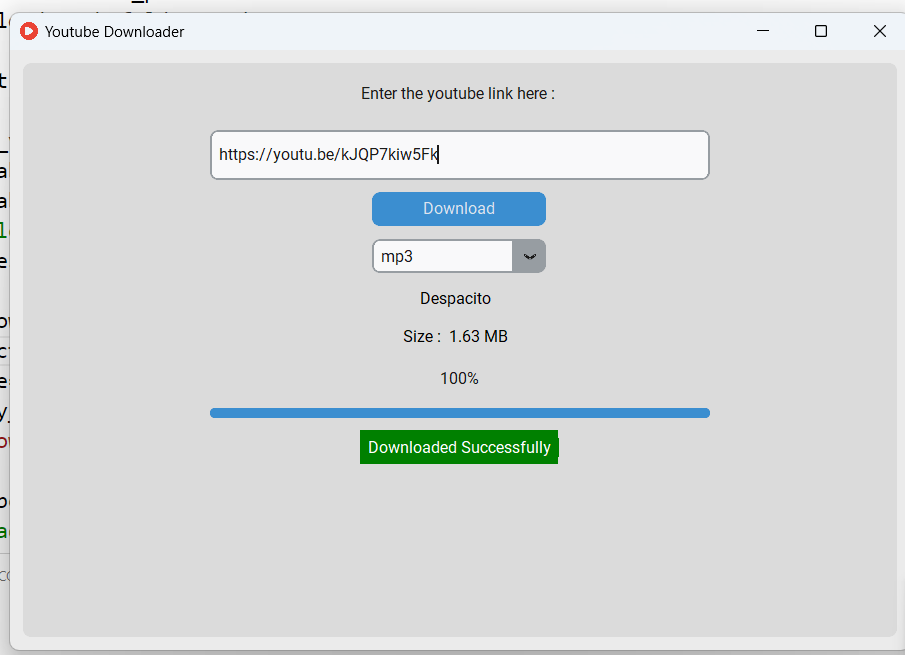 Youtube Downloader
Enter the youtube link here :
https://youtu.be/kJQP7kiw5Fk
Download
mp3
Despacito
Size : 1.63 MB
100%
Downloaded Successfully